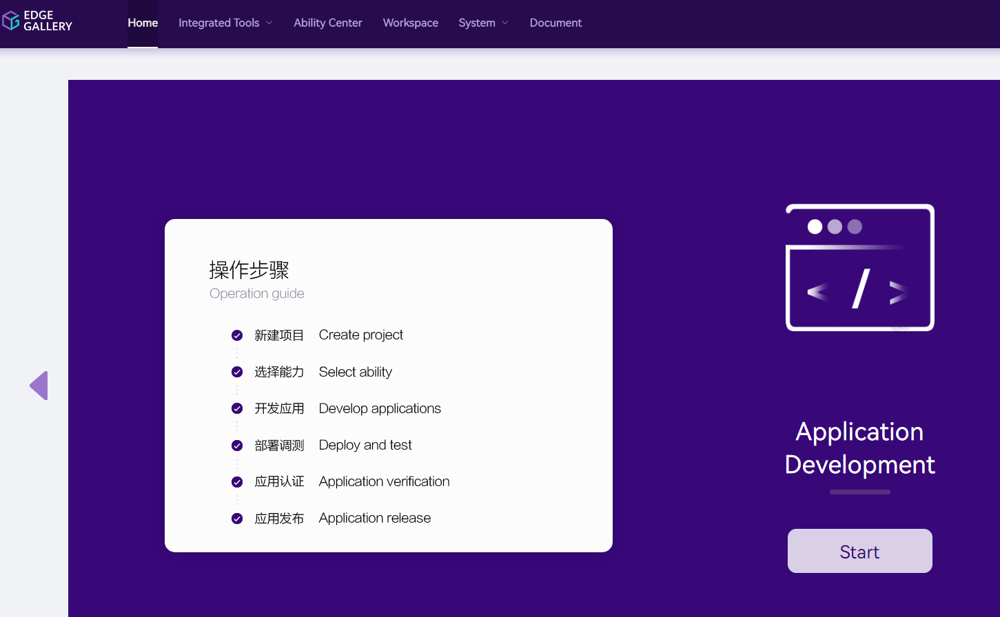 EDGE
GALLERY
Home Integrated Tools Ability Center Workspace System Document
操作步骤
Operation guide
新建项目 Create project
选择能力 Select ability
开发应用 Develop applications
部署调测 Deploy and test
应用认证 Application verification
应用发布 Application release
</>
Application
Development
Start